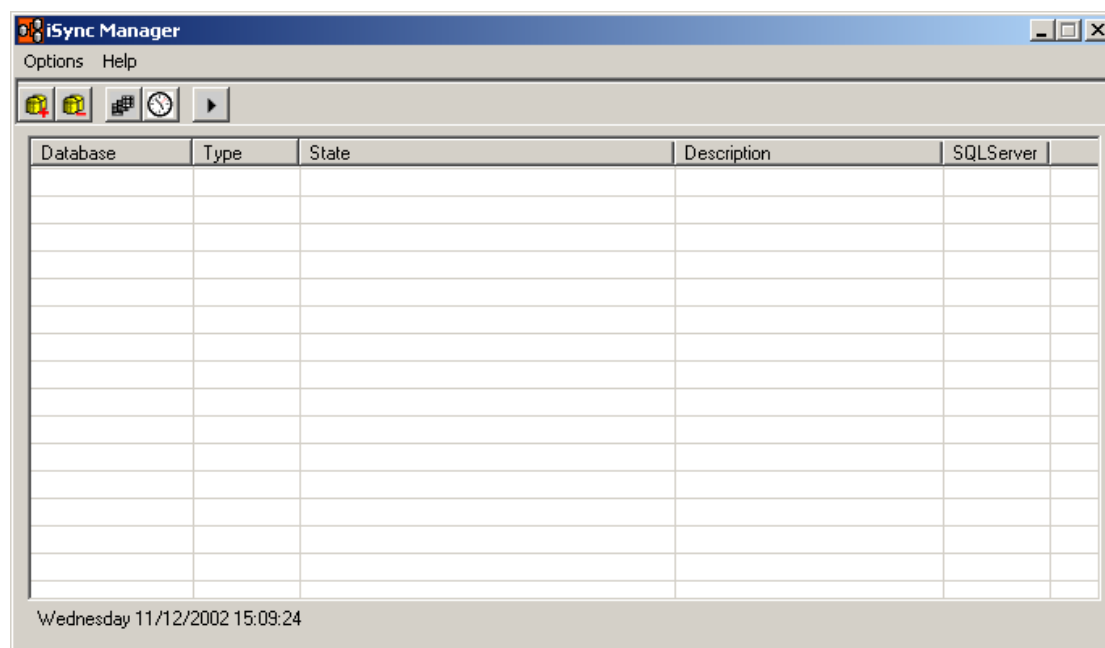 iSync Manager
Options Help
Database Type State Description SQLServer
Wednesday 11/12/2002 15:09:24